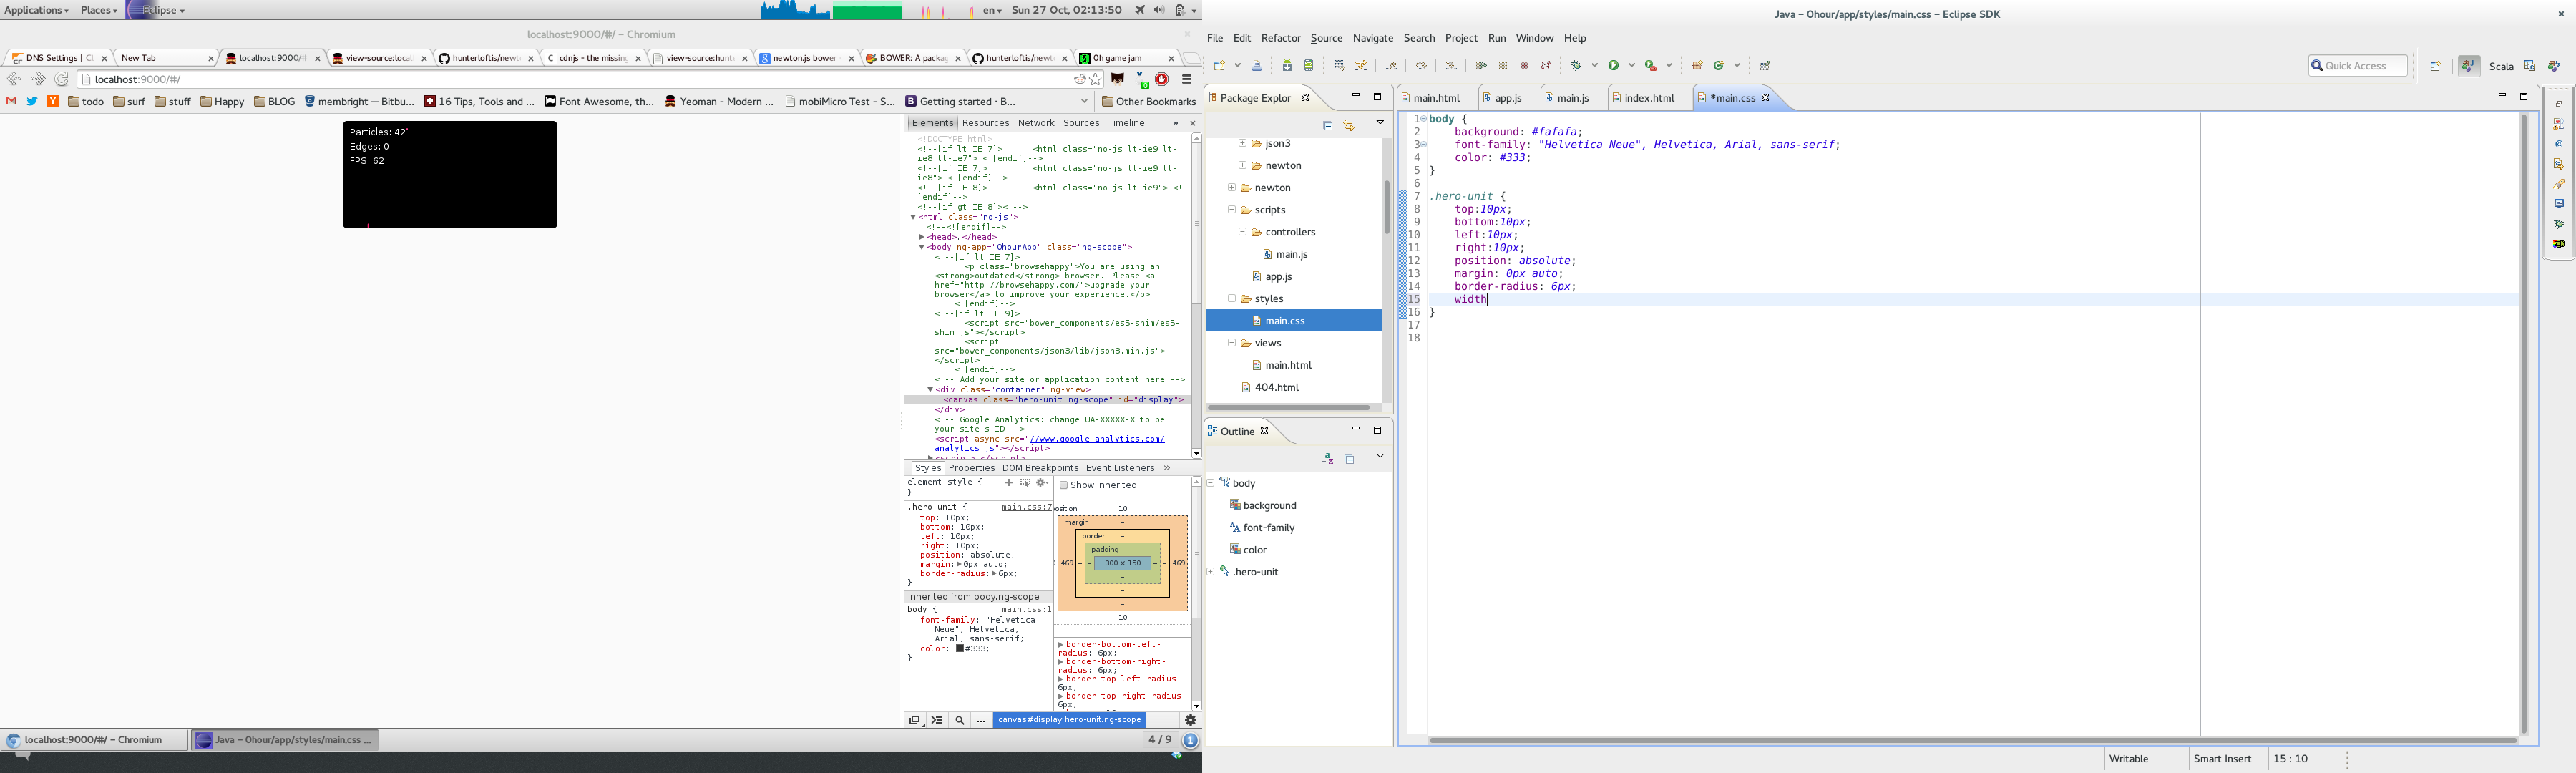 Applications
Places
Eclipse
en
Sun 27 Oct, 02:13:50
localhost:9000/#/ – Chromium
DNS Settings | C
New Tab
localhost:9000/#
view-source:local
hunterloftis/newt
cdnjs - the missing
view-source:hunt
newton.js bower
BOWER: A packag
hunterloftis/newt
0h game jam
localhost:9000/#/
todo
surf
stuff
Happy
BLOG
membright — Bitbu...
16 Tips, Tools and ...
Font Awesome, th...
Yeoman - Modern ...
mobiMicro Test - S...
Getting started · B...
Other Bookmarks
Particles: 42
Edges: 0
FPS: 62
Elements Resources Network Sources Timeline »
<!DOCTYPE html>
<!--[if lt IE 7]> <html class="no-js lt-ie9 lt-
ie8 lt-ie7"> <![endif]-->
<!--[if IE 7]> <html class="no-js lt-ie9 lt-
ie8"> <![endif]-->
<!--[if IE 8]> <html class="no-js lt-ie9"> <!
[endif]-->
<!--[if gt IE 8]><!-->
<html class="no-js">
<!--<![endif]-->
<head>…</head>
<body ng-app="OhourApp" class="ng-scope">
<!--[if lt IE 7]>
<p class="browsehappy">You are using an
<strong>outdated</strong> browser. Please <a
href="http://browsehappy.com/">upgrade your
browser</a> to improve your experience.</p>
<![endif]-->
<!--[if lt IE 9]>
<script src="bower_components/es5-shim/es5-
shim.js"></script>
<script
src="bower_components/json3/lib/json3.min.js">
</script>
<![endif]-->
<!-- Add your site or application content here -->
<div class="container" ng-view>
<canvas class="hero-unit ng-scope" id="display">
</div>
<!-- Google Analytics: change UA-XXXXX-X to be
your site's ID -->
<script async src="//www.google-analytics.com/
analytics.js"></script>
<script>…</script>
Styles Properties DOM Breakpoints Event Listeners »
element.style {
}
.hero-unit { main.css:7
top: 10px;
bottom: 10px;
left: 10px;
right: 10px;
position: absolute;
margin: 0px auto;
border-radius: 6px;
}
Inherited from body.ng-scope
body { main.css:1
font-family: "Helvetica
Neue", Helvetica,
Arial, sans-serif;
color: #333;
}
Show inherited
osition 10
margin –
border –
padding –
469 – – 300 × 150 – – 469
–
–
–
10
border-bottom-left-
radius: 6px;
border-bottom-right-
radius: 6px;
border-top-left-radius:
6px;
border-top-right-radius:
6px;
canvas#display.hero-unit.ng-scope
localhost:9000/#/ – Chromium
Java – Ohour/app/styles/main.css ...
4 / 9
1
Java – Ohour/app/styles/main.css – Eclipse SDK
File Edit Refactor Source Navigate Search Project Run Window Help
Quick Access
Scala
Package Explor
json3
newton
newton
scripts
controllers
main.js
app.js
styles
main.css
views
main.html
404.html
Outline
body
background
font-family
color
.hero-unit
main.html
app.js
main.js
index.html
*main.css
1 body {
2 background: #fafafa;
3 font-family: "Helvetica Neue", Helvetica, Arial, sans-serif;
4 color: #333;
5 }
6
7 .hero-unit {
8 top:10px;
9 bottom:10px;
10 left:10px;
11 right:10px;
12 position: absolute;
13 margin: 0px auto;
14 border-radius: 6px;
15 width
16 }
17
18
Writable
Smart Insert
15 : 10